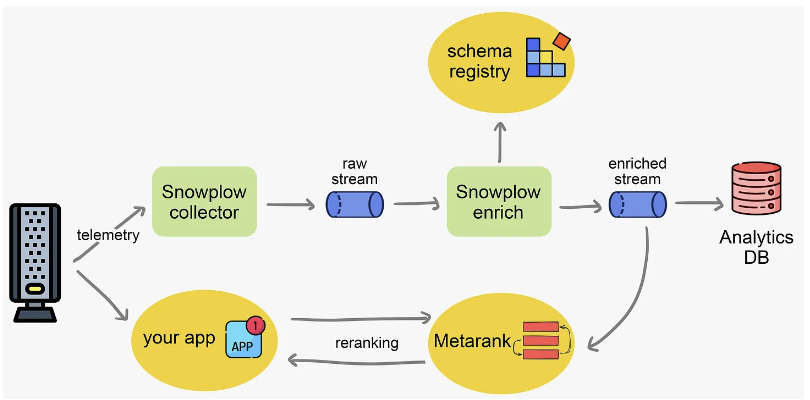 schema
registry
raw
stream
enriched
stream
Snowplow
collector
Snowplow
enrich
telemetry
Analytics
DB
your app
APP
1
reranking
Metarank